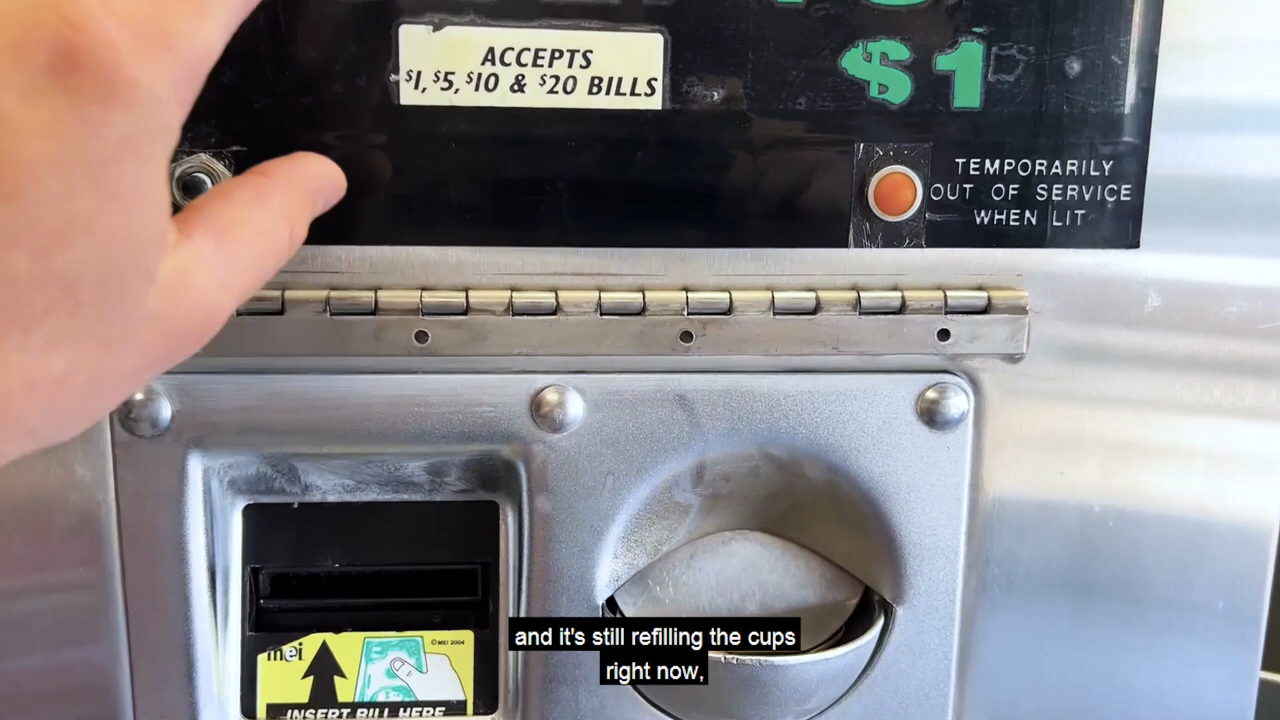 ACCEPTS
$1, $5, $10 & $20 BILLS
$1
TEMPORARILY
OUT OF SERVICE
WHEN LIT
mei
© MEI 2004
INSERT BILL HERE
and it's still refilling the cups
right now,